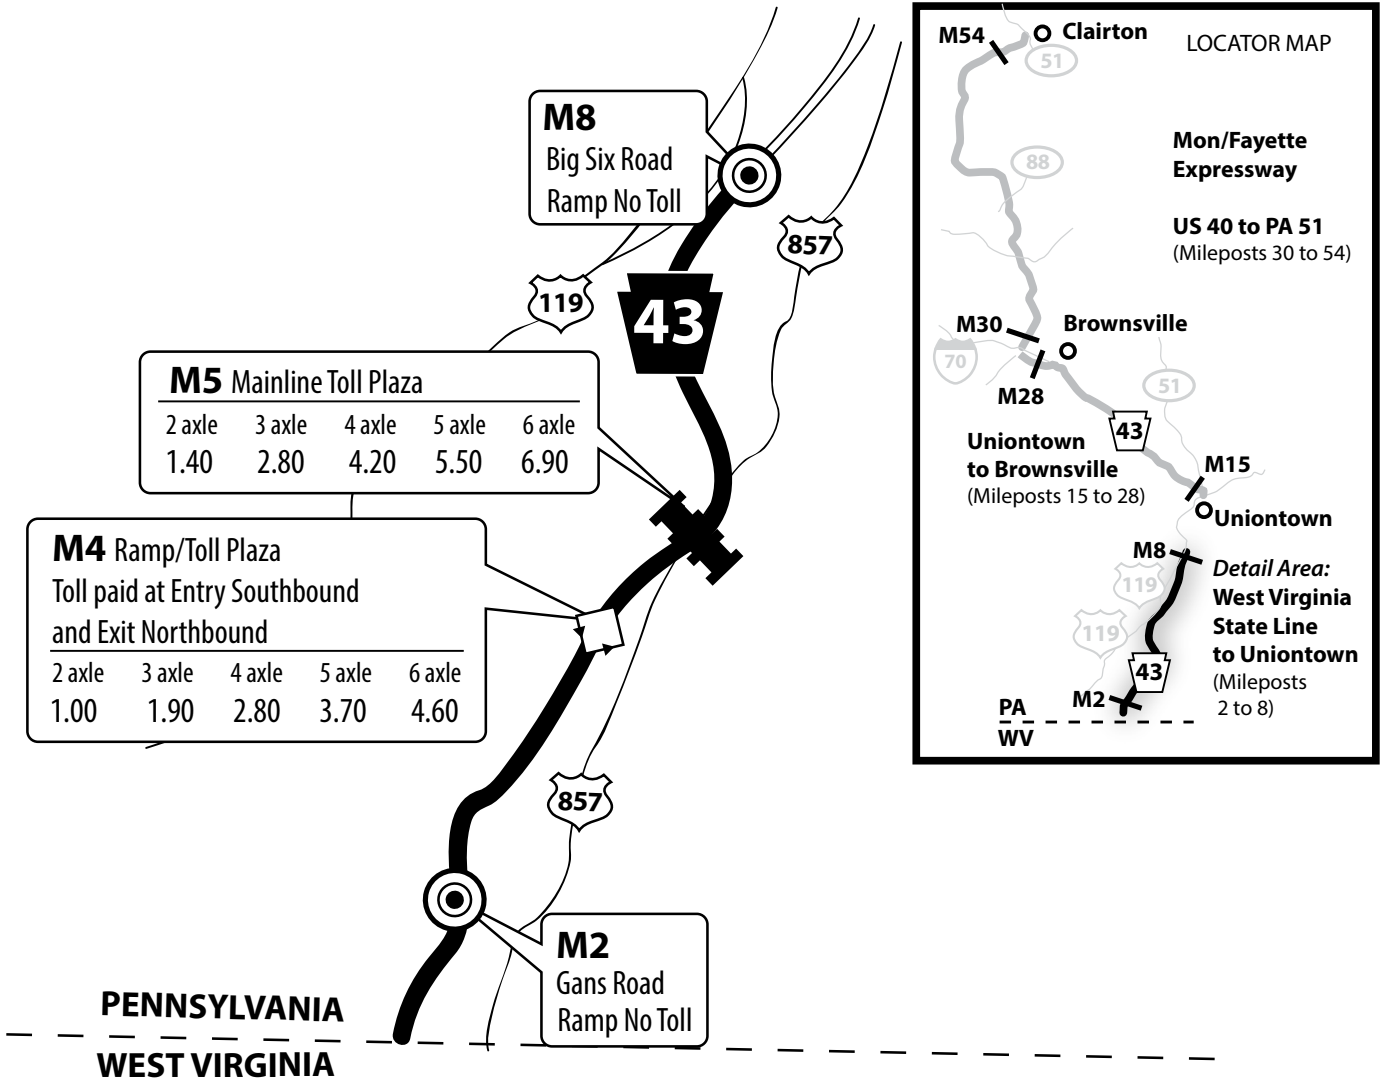 M8
Big Six Road
Ramp No Toll
857
119
43
M5 Mainline Toll Plaza
2 axle 3 axle 4 axle 5 axle 6 axle
1.40 2.80 4.20 5.50 6.90
M4 Ramp/Toll Plaza
Toll paid at Entry Southbound
and Exit Northbound
2 axle 3 axle 4 axle 5 axle 6 axle
1.00 1.90 2.80 3.70 4.60
857
M2
Gans Road
Ramp No Toll
PENNSYLVANIA
WEST VIRGINIA
LOCATOR MAP
M54
Clairton
51
Mon/Fayette
Expressway
88
US 40 to PA 51
(Mileposts 30 to 54)
M30
Brownsville
70
M28
51
43
Uniontown
to Brownsville
(Mileposts 15 to 28)
M15
Uniontown
M8
119
Detail Area:
West Virginia
State Line
to Uniontown
(Mileposts
2 to 8)
119
43
M2
PA
WV